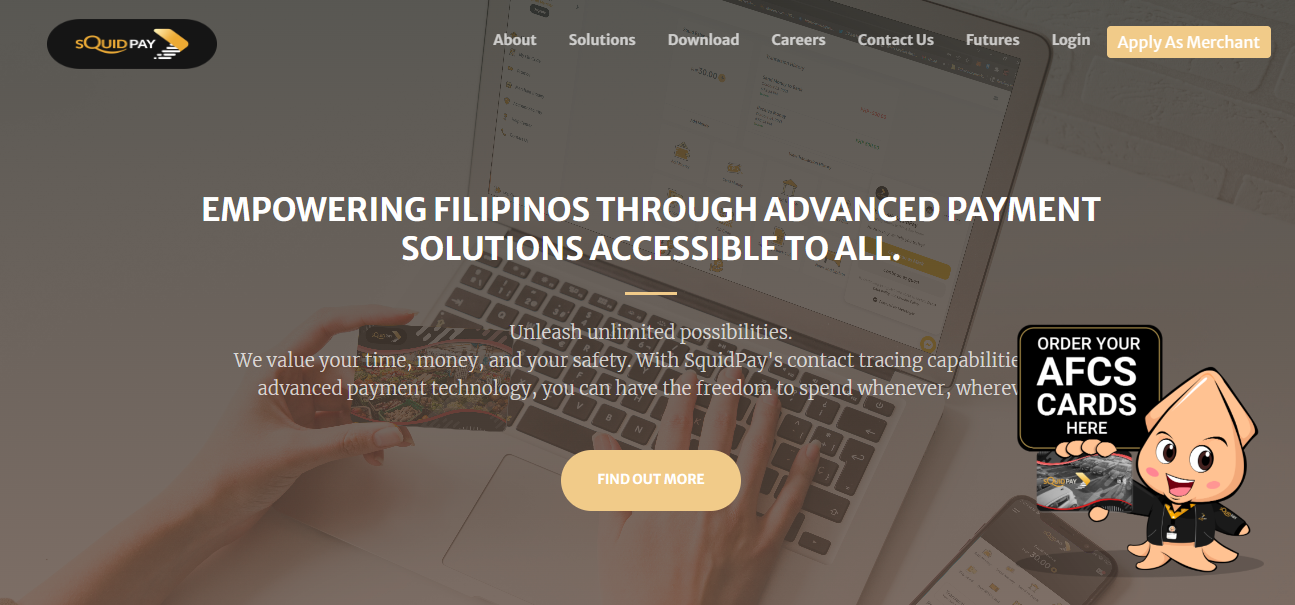 SQUIDPAY
About
Solutions
Download
Careers
Contact Us
Futures
Login
Apply As Merchant
EMPOWERING FILIPINOS THROUGH ADVANCED PAYMENT
SOLUTIONS ACCESSIBLE TO ALL.
Unleash unlimited possibilities.
We value your time, money, and your safety. With SquidPay's contact tracing capabilitie
advanced payment technology, you can have the freedom to spend whenever, wherev
FIND OUT MORE
ORDER YOUR
AFCS
CARDS
HERE
SQUIDPAY